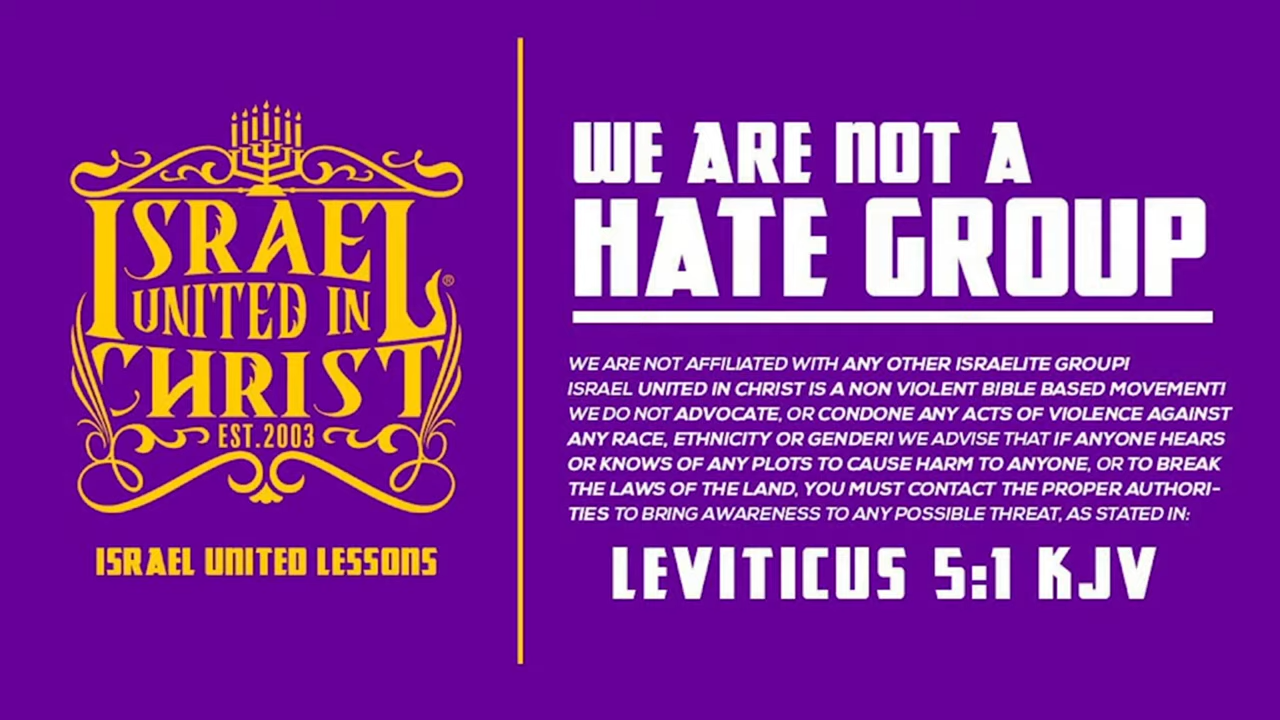 ISRAEL
UNITED IN
CHRIST
EST.2003
ISRAEL UNITED LESSONS
WE ARE NOT A
HATE GROUP
WE ARE NOT AFFILIATED WITH ANY OTHER ISRAELITE GROUP!
ISRAEL UNITED IN CHRIST IS A NON VIOLENT BIBLE BASED MOVEMENT!
WE DO NOT ADVOCATE, OR CONDONE ANY ACTS OF VIOLENCE AGAINST
ANY RACE, ETHNICITY OR GENDER! WE ADVISE THAT IF ANYONE HEARS
OR KNOWS OF ANY PLOTS TO CAUSE HARM TO ANYONE, OR TO BREAK
THE LAWS OF THE LAND, YOU MUST CONTACT THE PROPER AUTHORI-
TIES TO BRING AWARENESS TO ANY POSSIBLE THREAT, AS STATED IN:
LEVITICUS 5:1 KJV